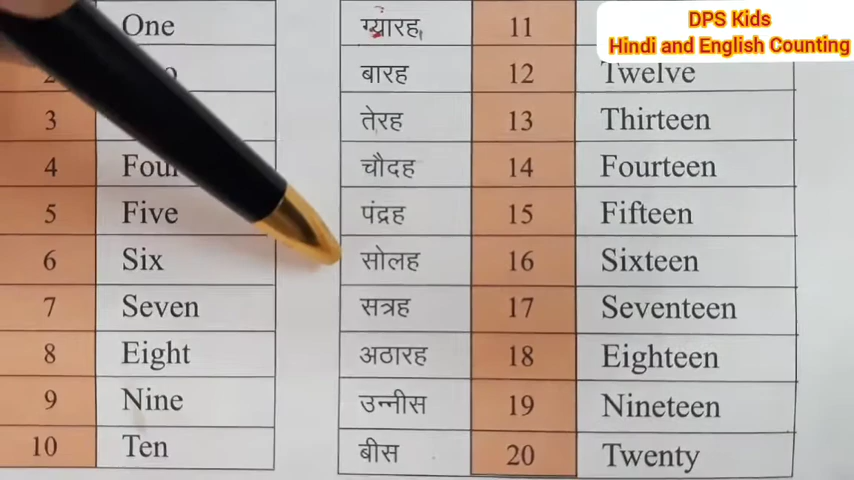 DPS Kids
Hindi and English Counting
One
3
4 Four
5 Five
6 Six
7 Seven
8 Eight
9 Nine
10 Ten
ग्यारह 11
बारह 12 Twelve
तेरह 13 Thirteen
चौदह 14 Fourteen
पंद्रह 15 Fifteen
सोलह 16 Sixteen
सत्रह 17 Seventeen
अठारह 18 Eighteen
उन्नीस 19 Nineteen
बीस 20 Twenty